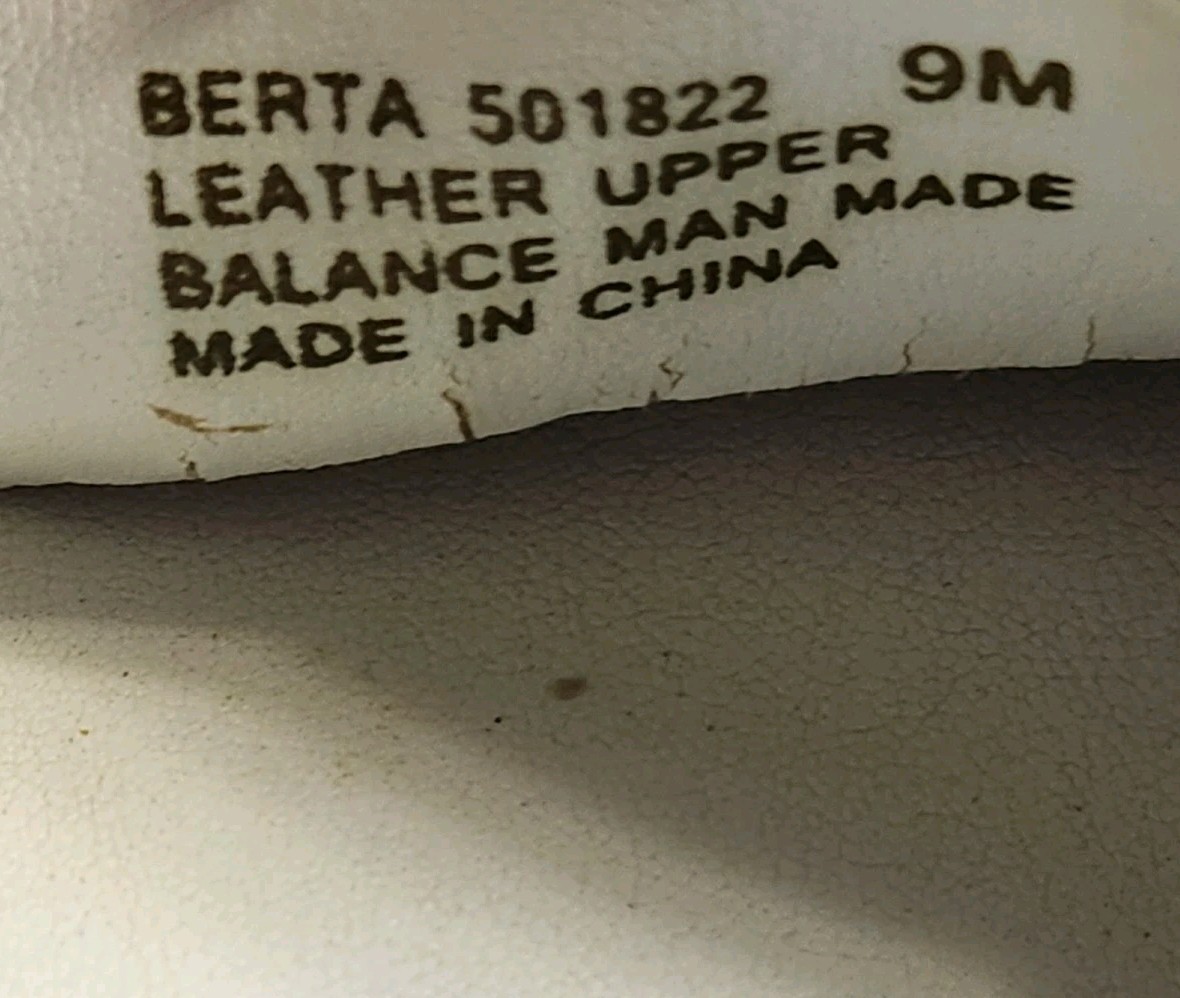 BERTA 501822 9M
LEATHER UPPER
BALANCE MAN MADE
MADE IN CHINA